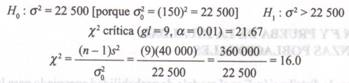 H₀ : σ² = 22 500 [porque σ₀² = (150)² = 22 500] H₁ : σ² > 22 500
χ² crítica (gl = 9, α = 0.01) = 21.67
χ² = (n − 1)s² / σ₀² = 9(40 000) / 22 500 = 360 000 / 22 500 = 16.0